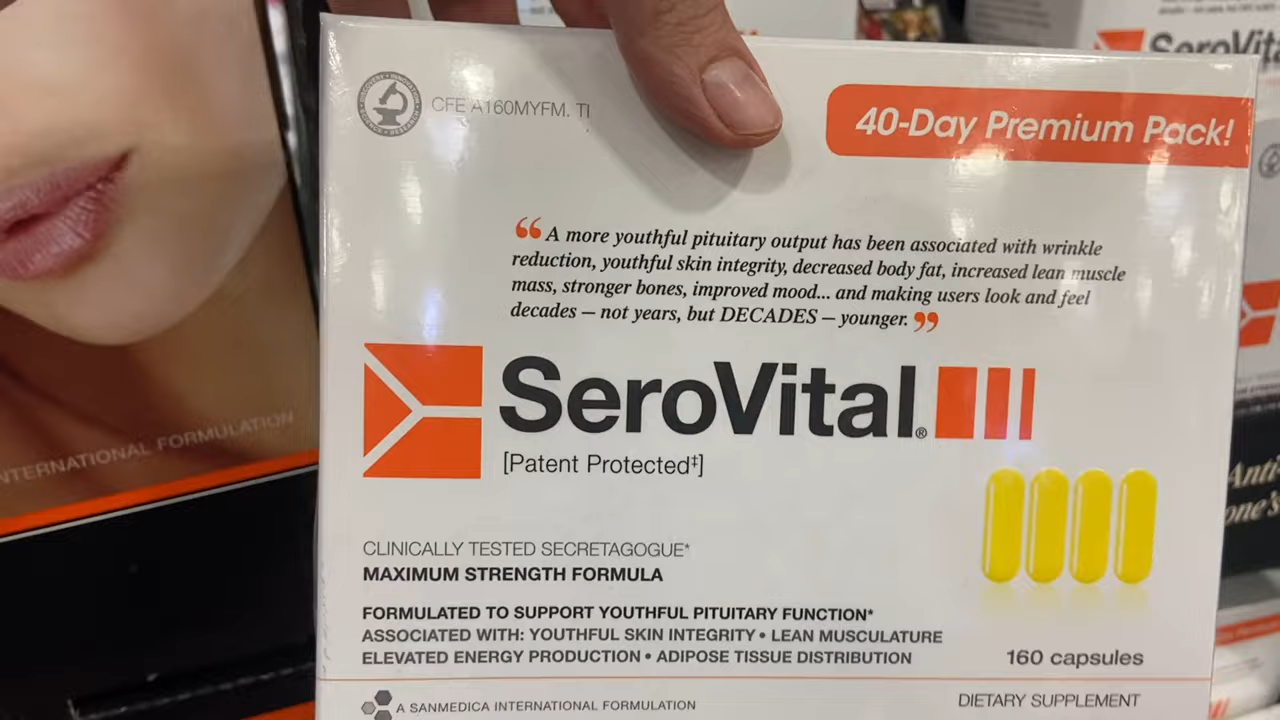 CFE A160MYFM. TI
40-Day Premium Pack!
SeroVita
“ A more youthful pituitary output has been associated with wrinkle
reduction, youthful skin integrity, decreased body fat, increased lean muscle
mass, stronger bones, improved mood... and making users look and feel
decades – not years, but DECADES – younger. ”
SeroVital®
[Patent Protected‡]
CLINICALLY TESTED SECRETAGOGUE*
MAXIMUM STRENGTH FORMULA
FORMULATED TO SUPPORT YOUTHFUL PITUITARY FUNCTION*
ASSOCIATED WITH: YOUTHFUL SKIN INTEGRITY • LEAN MUSCULATURE
ELEVATED ENERGY PRODUCTION • ADIPOSE TISSUE DISTRIBUTION
160 capsules
A SANMEDICA INTERNATIONAL FORMULATION
DIETARY SUPPLEMENT
NTERNATIONAL FORMULATION
Anti-
one's